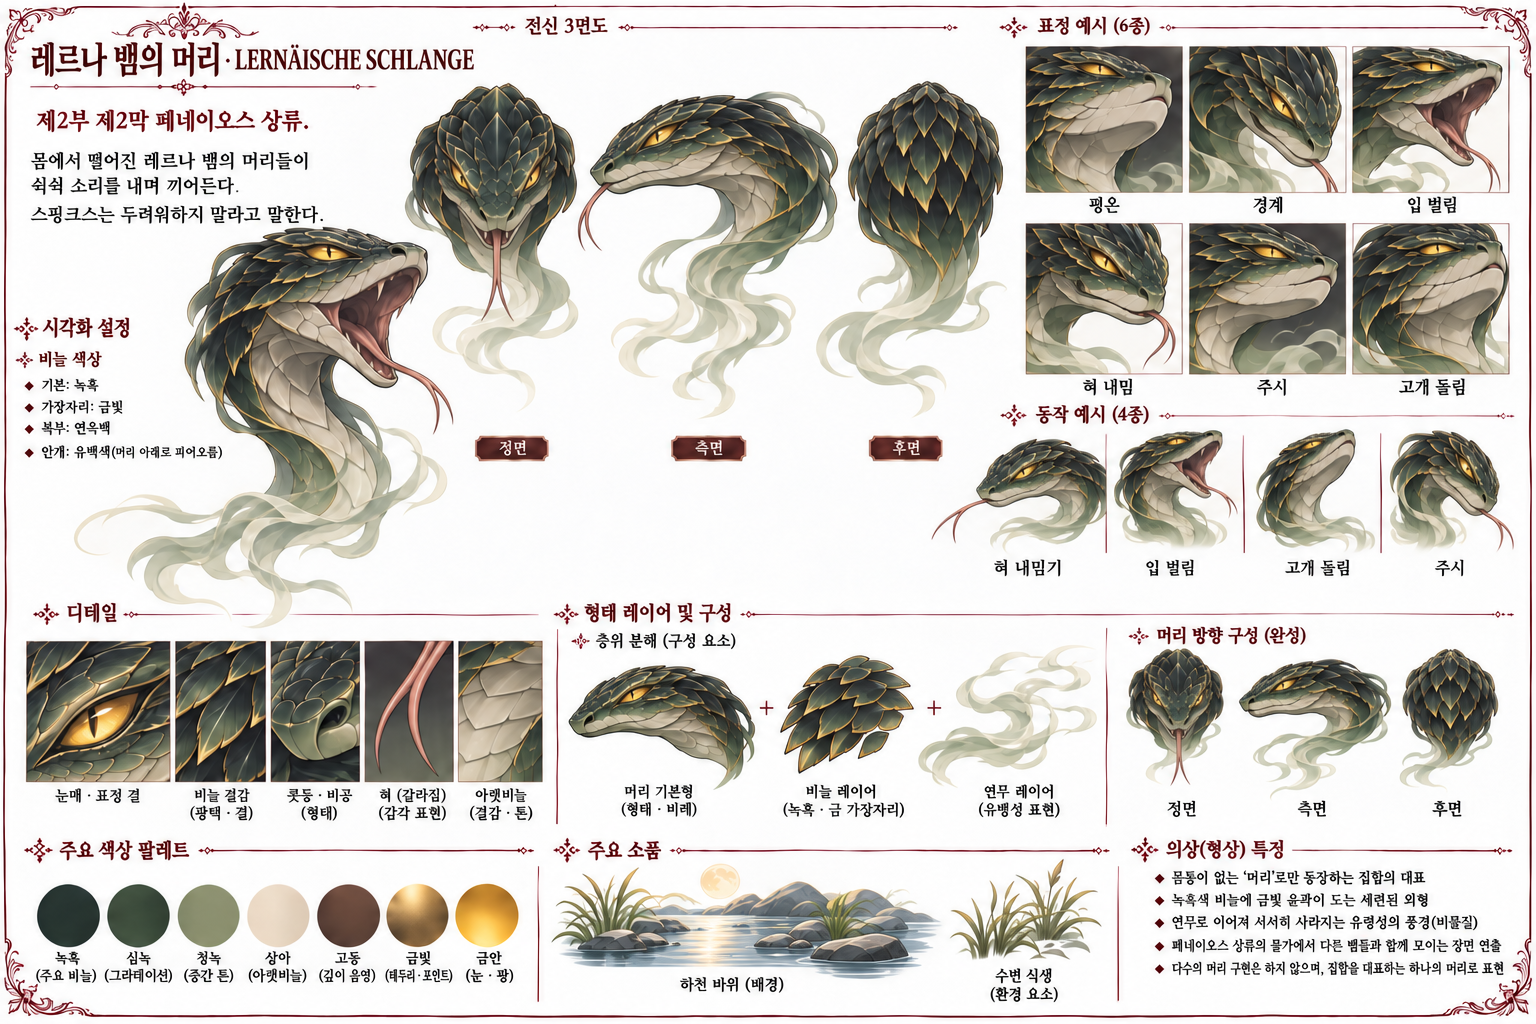 레르나 뱀의 머리 · LERNÄISCHE SCHLANGE
제2부 제2막 페네이오스 상류.
몸에서 떨어진 레르나 뱀의 머리들이
쉭쉭 소리를 내며 끼어든다.
스핑크스는 두려워하지 말라고 말한다.
시각화 설정
비늘 색상
기본: 녹흑
가장자리: 금빛
복부: 연옥백
안개: 유백색(머리 아래로 피어오름)
전신 3면도
정면
측면
후면
표정 예시 (6종)
평온
경계
입 벌림
혀 내밈
주시
고개 돌림
동작 예시 (4종)
혀 내밀기
입 벌림
고개 돌림
주시
디테일
눈매 · 표정 결
비늘 결감
(광택 · 결)
콧등 · 비공
(형태)
혀 (갈라짐)
(감각 표현)
아랫비늘
(결감 · 톤)
형태 레이어 및 구성
층위 분해 (구성 요소)
머리 기본형
(형태 · 비례)
+
비늘 레이어
(녹흑 · 금 가장자리)
+
연무 레이어
(유백성 표현)
머리 방향 구성 (완성)
정면
측면
후면
주요 색상 팔레트
녹흑
(주요 비늘)
심녹
(그라데이션)
청녹
(중간 톤)
상아
(아랫비늘)
고동
(깊이 음영)
금빛
(테두리 · 포인트)
금안
(눈 · 광)
주요 소품
하천 바위 (배경)
수변 식생
(환경 요소)
의상(형상) 특징
몸통이 없는 '머리'로만 등장하는 집합의 대표
녹흑색 비늘에 금빛 윤곽이 도는 세련된 외형
연무로 이어져 서서히 사라지는 유령성의 풍경(비물질)
페네이오스 상류의 물가에서 다른 뱀들과 함께 모이는 장면 연출
다수의 머리 구현은 하지 않으며, 집합을 대표하는 하나의 머리로 표현